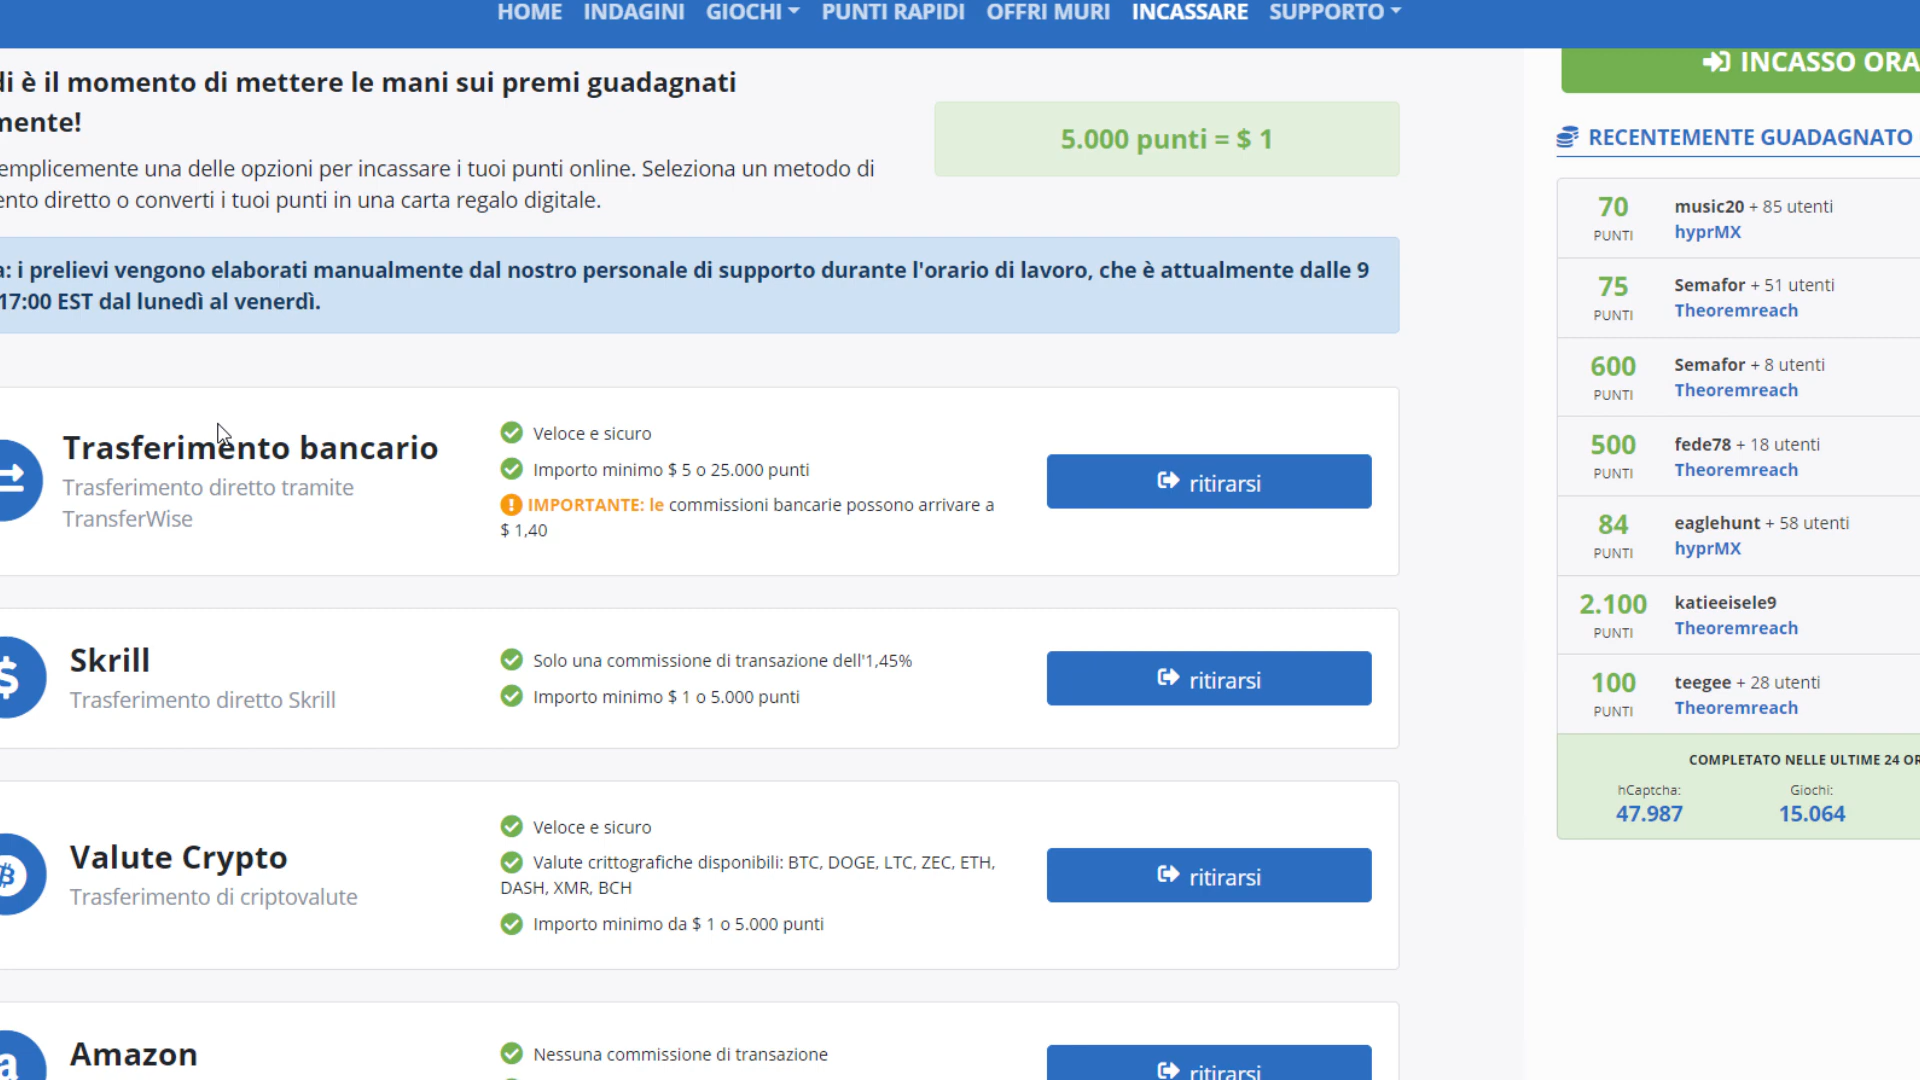 HOME INDAGINI GIOCHI PUNTI RAPIDI OFFRI MURI INCASSARE SUPPORTO
di è il momento di mettere le mani sui premi guadagnati
mente!
emplicemente una delle opzioni per incassare i tuoi punti online. Seleziona un metodo di
ento diretto o converti i tuoi punti in una carta regalo digitale.
5.000 punti = $ 1
a: i prelievi vengono elaborati manualmente dal nostro personale di supporto durante l'orario di lavoro, che è attualmente dalle 9
17:00 EST dal lunedì al venerdì.
Trasferimento bancario
Trasferimento diretto tramite
TransferWise
Veloce e sicuro
Importo minimo $ 5 o 25.000 punti
IMPORTANTE: le commissioni bancarie possono arrivare a
$ 1,40
ritirarsi
Skrill
Trasferimento diretto Skrill
Solo una commissione di transazione dell'1,45%
Importo minimo $ 1 o 5.000 punti
ritirarsi
Valute Crypto
Trasferimento di criptovalute
Veloce e sicuro
Valute crittografiche disponibili: BTC, DOGE, LTC, ZEC, ETH,
DASH, XMR, BCH
Importo minimo da $ 1 o 5.000 punti
ritirarsi
Amazon
Nessuna commissione di transazione
ritirarsi
INCASSO ORA
RECENTEMENTE GUADAGNATO
70 PUNTI
music20 + 85 utenti
hyprMX
75 PUNTI
Semafor + 51 utenti
Theoremreach
600 PUNTI
Semafor + 8 utenti
Theoremreach
500 PUNTI
fede78 + 18 utenti
Theoremreach
84 PUNTI
eaglehunt + 58 utenti
hyprMX
2.100 PUNTI
katieeisele9
Theoremreach
100 PUNTI
teegee + 28 utenti
Theoremreach
COMPLETATO NELLE ULTIME 24 OR
hCaptcha: Giochi:
47.987 15.064